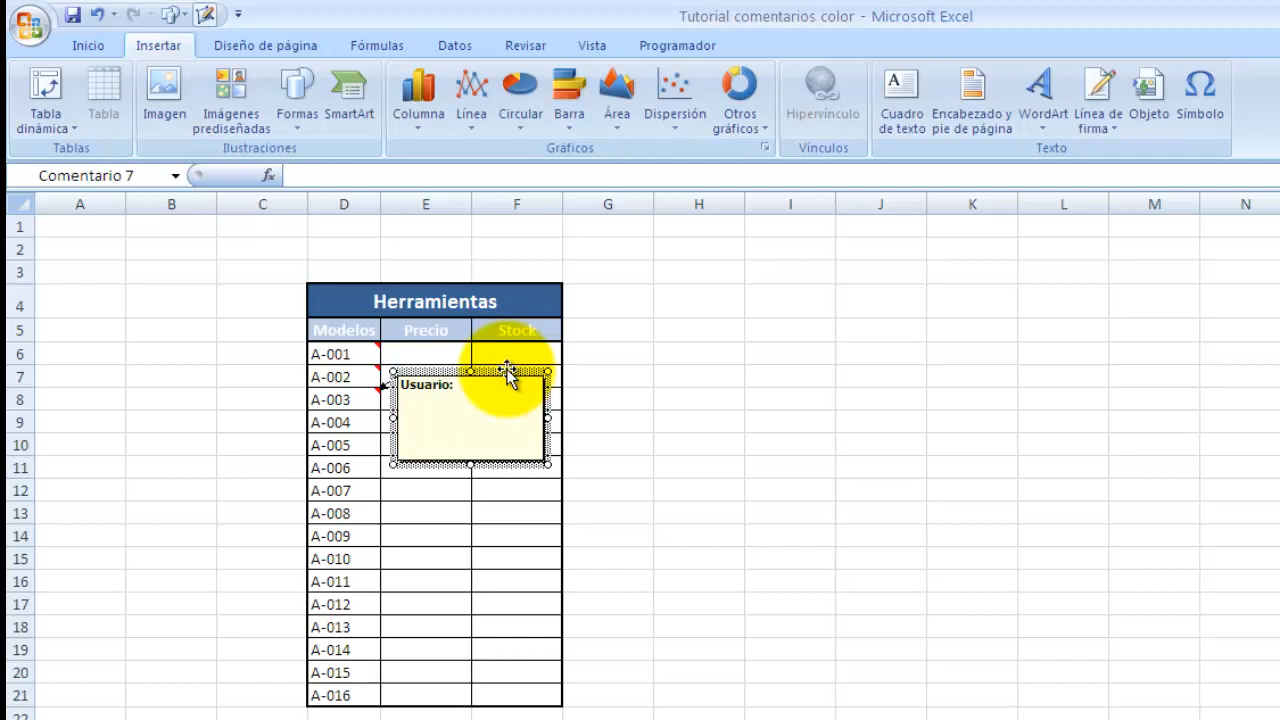 Tutorial comentarios color - Microsoft Excel
Inicio Insertar Diseño de página Fórmulas Datos Revisar Vista Programador
Tabla dinámica
Tabla
Imagen
Imágenes prediseñadas
Formas
SmartArt
Columna
Línea
Circular
Barra
Área
Dispersión
Otros gráficos
Hipervínculo
Cuadro de texto
Encabezado y pie de página
WordArt
Línea de firma
Objeto
Símbolo
Tablas Ilustraciones Gráficos Vínculos Texto
Comentario 7 fx
A B C D E F G H I J K L M N
1
2
3
4 Herramientas
5 Modelos Precio Stock
6 A-001
7 A-002
Usuario:
8 A-003
9 A-004
10 A-005
11 A-006
12 A-007
13 A-008
14 A-009
15 A-010
16 A-011
17 A-012
18 A-013
19 A-014
20 A-015
21 A-016
22